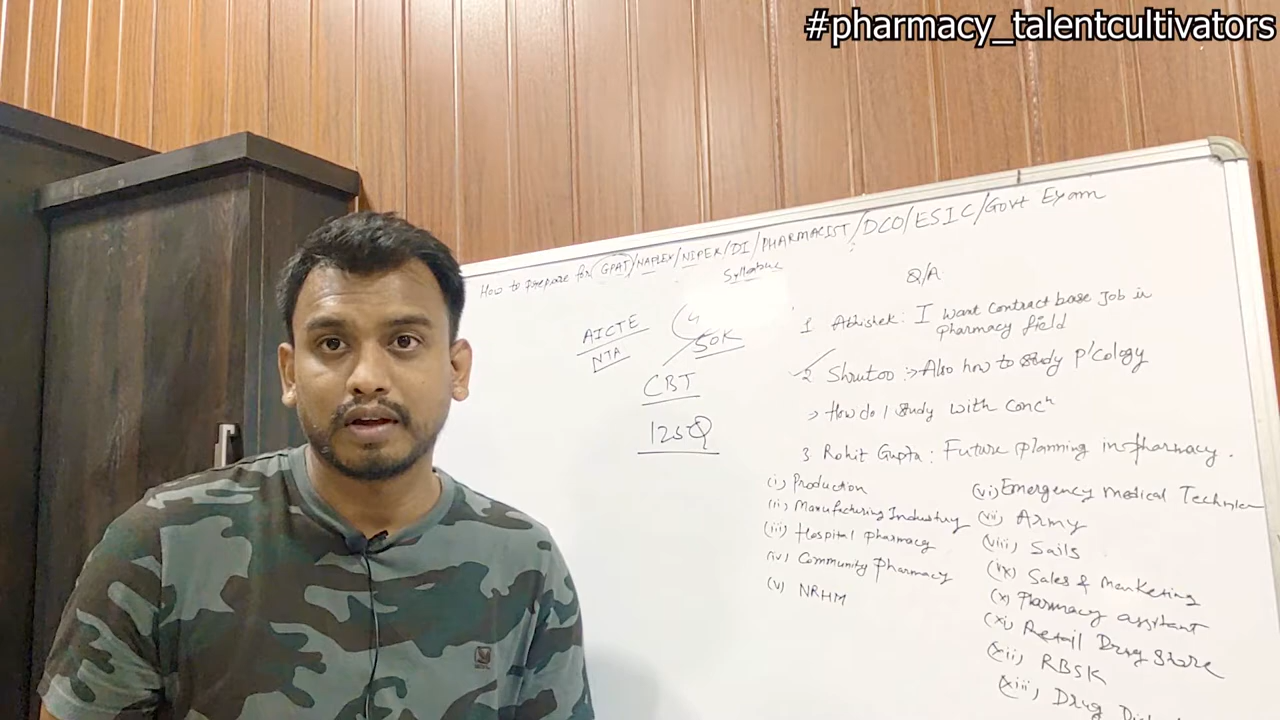 #pharmacy_talentcultivators
How to prepare for GPAT/NAPLEX/NIPER/DI/PHARMACIST/DCO/ESIC/Govt Exam
Syllabus
AICTE
NTA
50K
CBT
125Q
Q/A
1 Abhishek: I want contract base Job in
pharmacy field
2 Shrutoo :→ Also how to study p'cology
→ How do I study with conch
3. Rohit Gupta: Future planning in pharmacy.
(i) Production
(ii) Manufacturing Industry
(iii) Hospital pharmacy
(iv) Community Pharmacy
(v) NRHM
(vi) Emergency Medical Technician
(vii) Army
(viii) Sails
(ix) Sales & Marketing
(x) Pharmacy assistant
(xi) Retail Drug Store
(xii) RBSK
(xiii) Drug